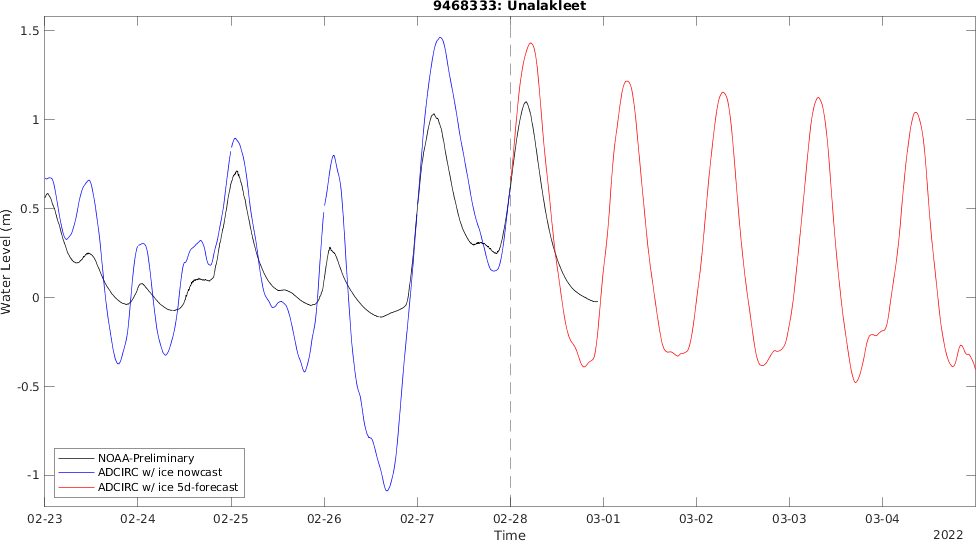 9468333: Unalakleet
Water Level (m)
1.5
1
0.5
0
-0.5
-1
NOAA-Preliminary
ADCIRC w/ ice nowcast
ADCIRC w/ ice 5d-forecast
02-23 02-24 02-25 02-26 02-27 02-28 03-01 03-02 03-03 03-04
Time
2022